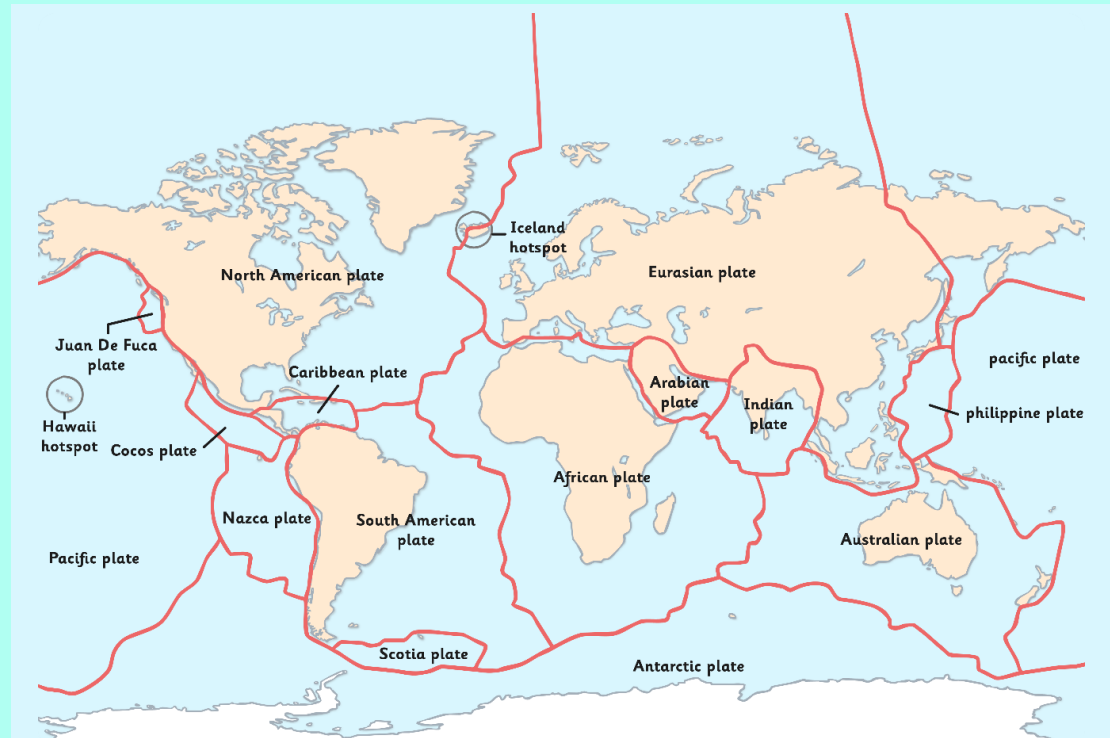 Iceland
hotspot
North American plate
Eurasian plate
Juan De Fuca
plate
pacific plate
Caribbean plate
Arabian
plate
Indian
plate
philippine plate
Hawaii
hotspot
Cocos plate
African plate
Nazca plate
South American
plate
Australian plate
Pacific plate
Scotia plate
Antarctic plate